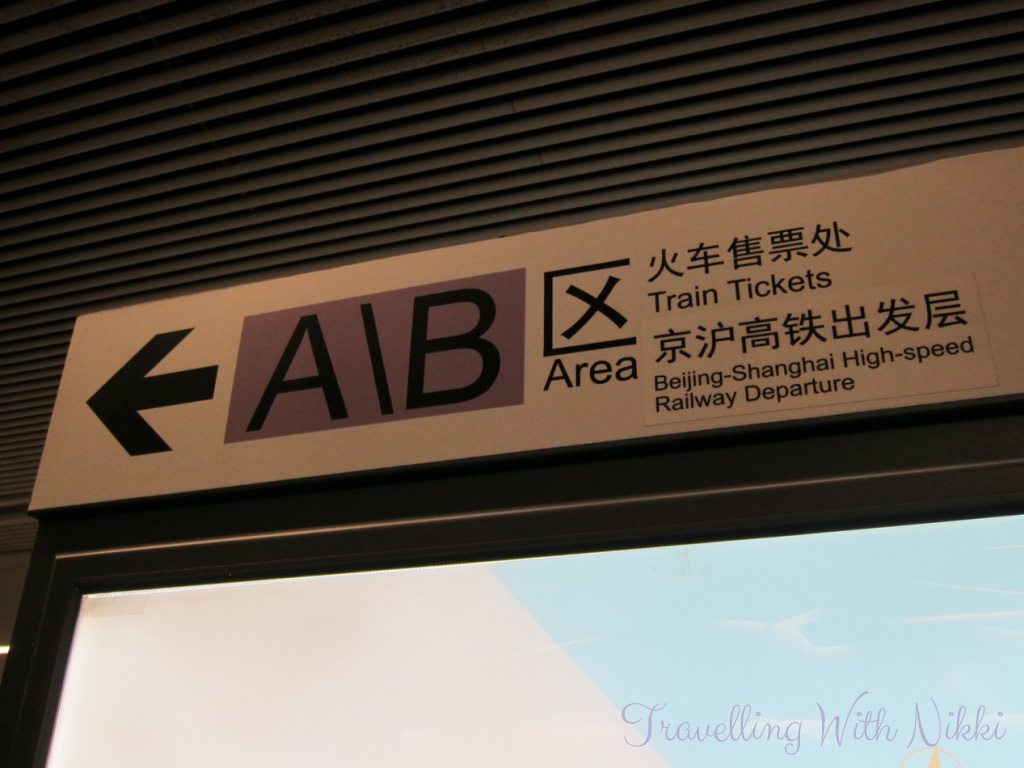 A\B 区
Area
火车售票处
Train Tickets
京沪高铁出发层
Beijing-Shanghai High-speed
Railway Departure
Travelling With Nikki